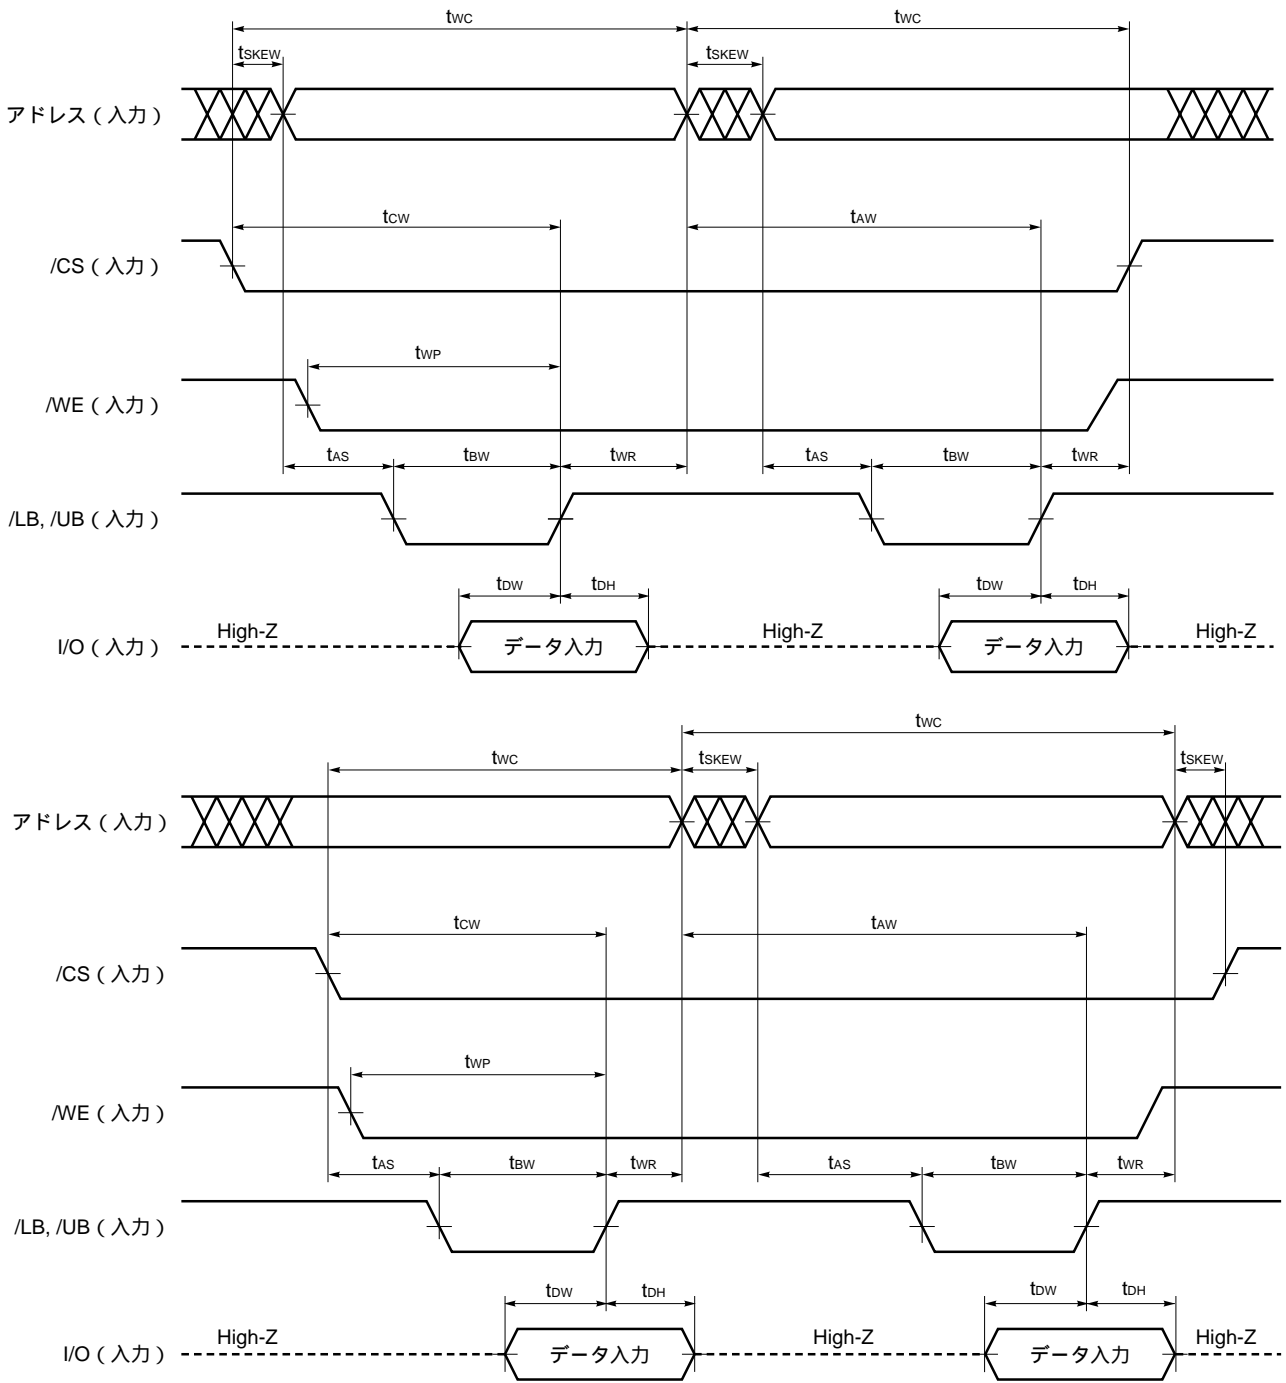 tWC tWC
tSKEW tSKEW
アドレス（入力）
tCW tAW
/CS（入力）
tWP
/WE（入力）
tAS tBW tWR tAS tBW tWR
/LB, /UB（入力）
tDW tDH tDW tDH
I/O（入力） High-Z データ入力 High-Z データ入力 High-Z
tWC
tWC tSKEW tSKEW
アドレス（入力）
tCW tAW
/CS（入力）
tWP
/WE（入力）
tAS tBW tWR tAS tBW tWR
/LB, /UB（入力）
tDW tDH tDW tDH
I/O（入力） High-Z データ入力 High-Z データ入力 High-Z